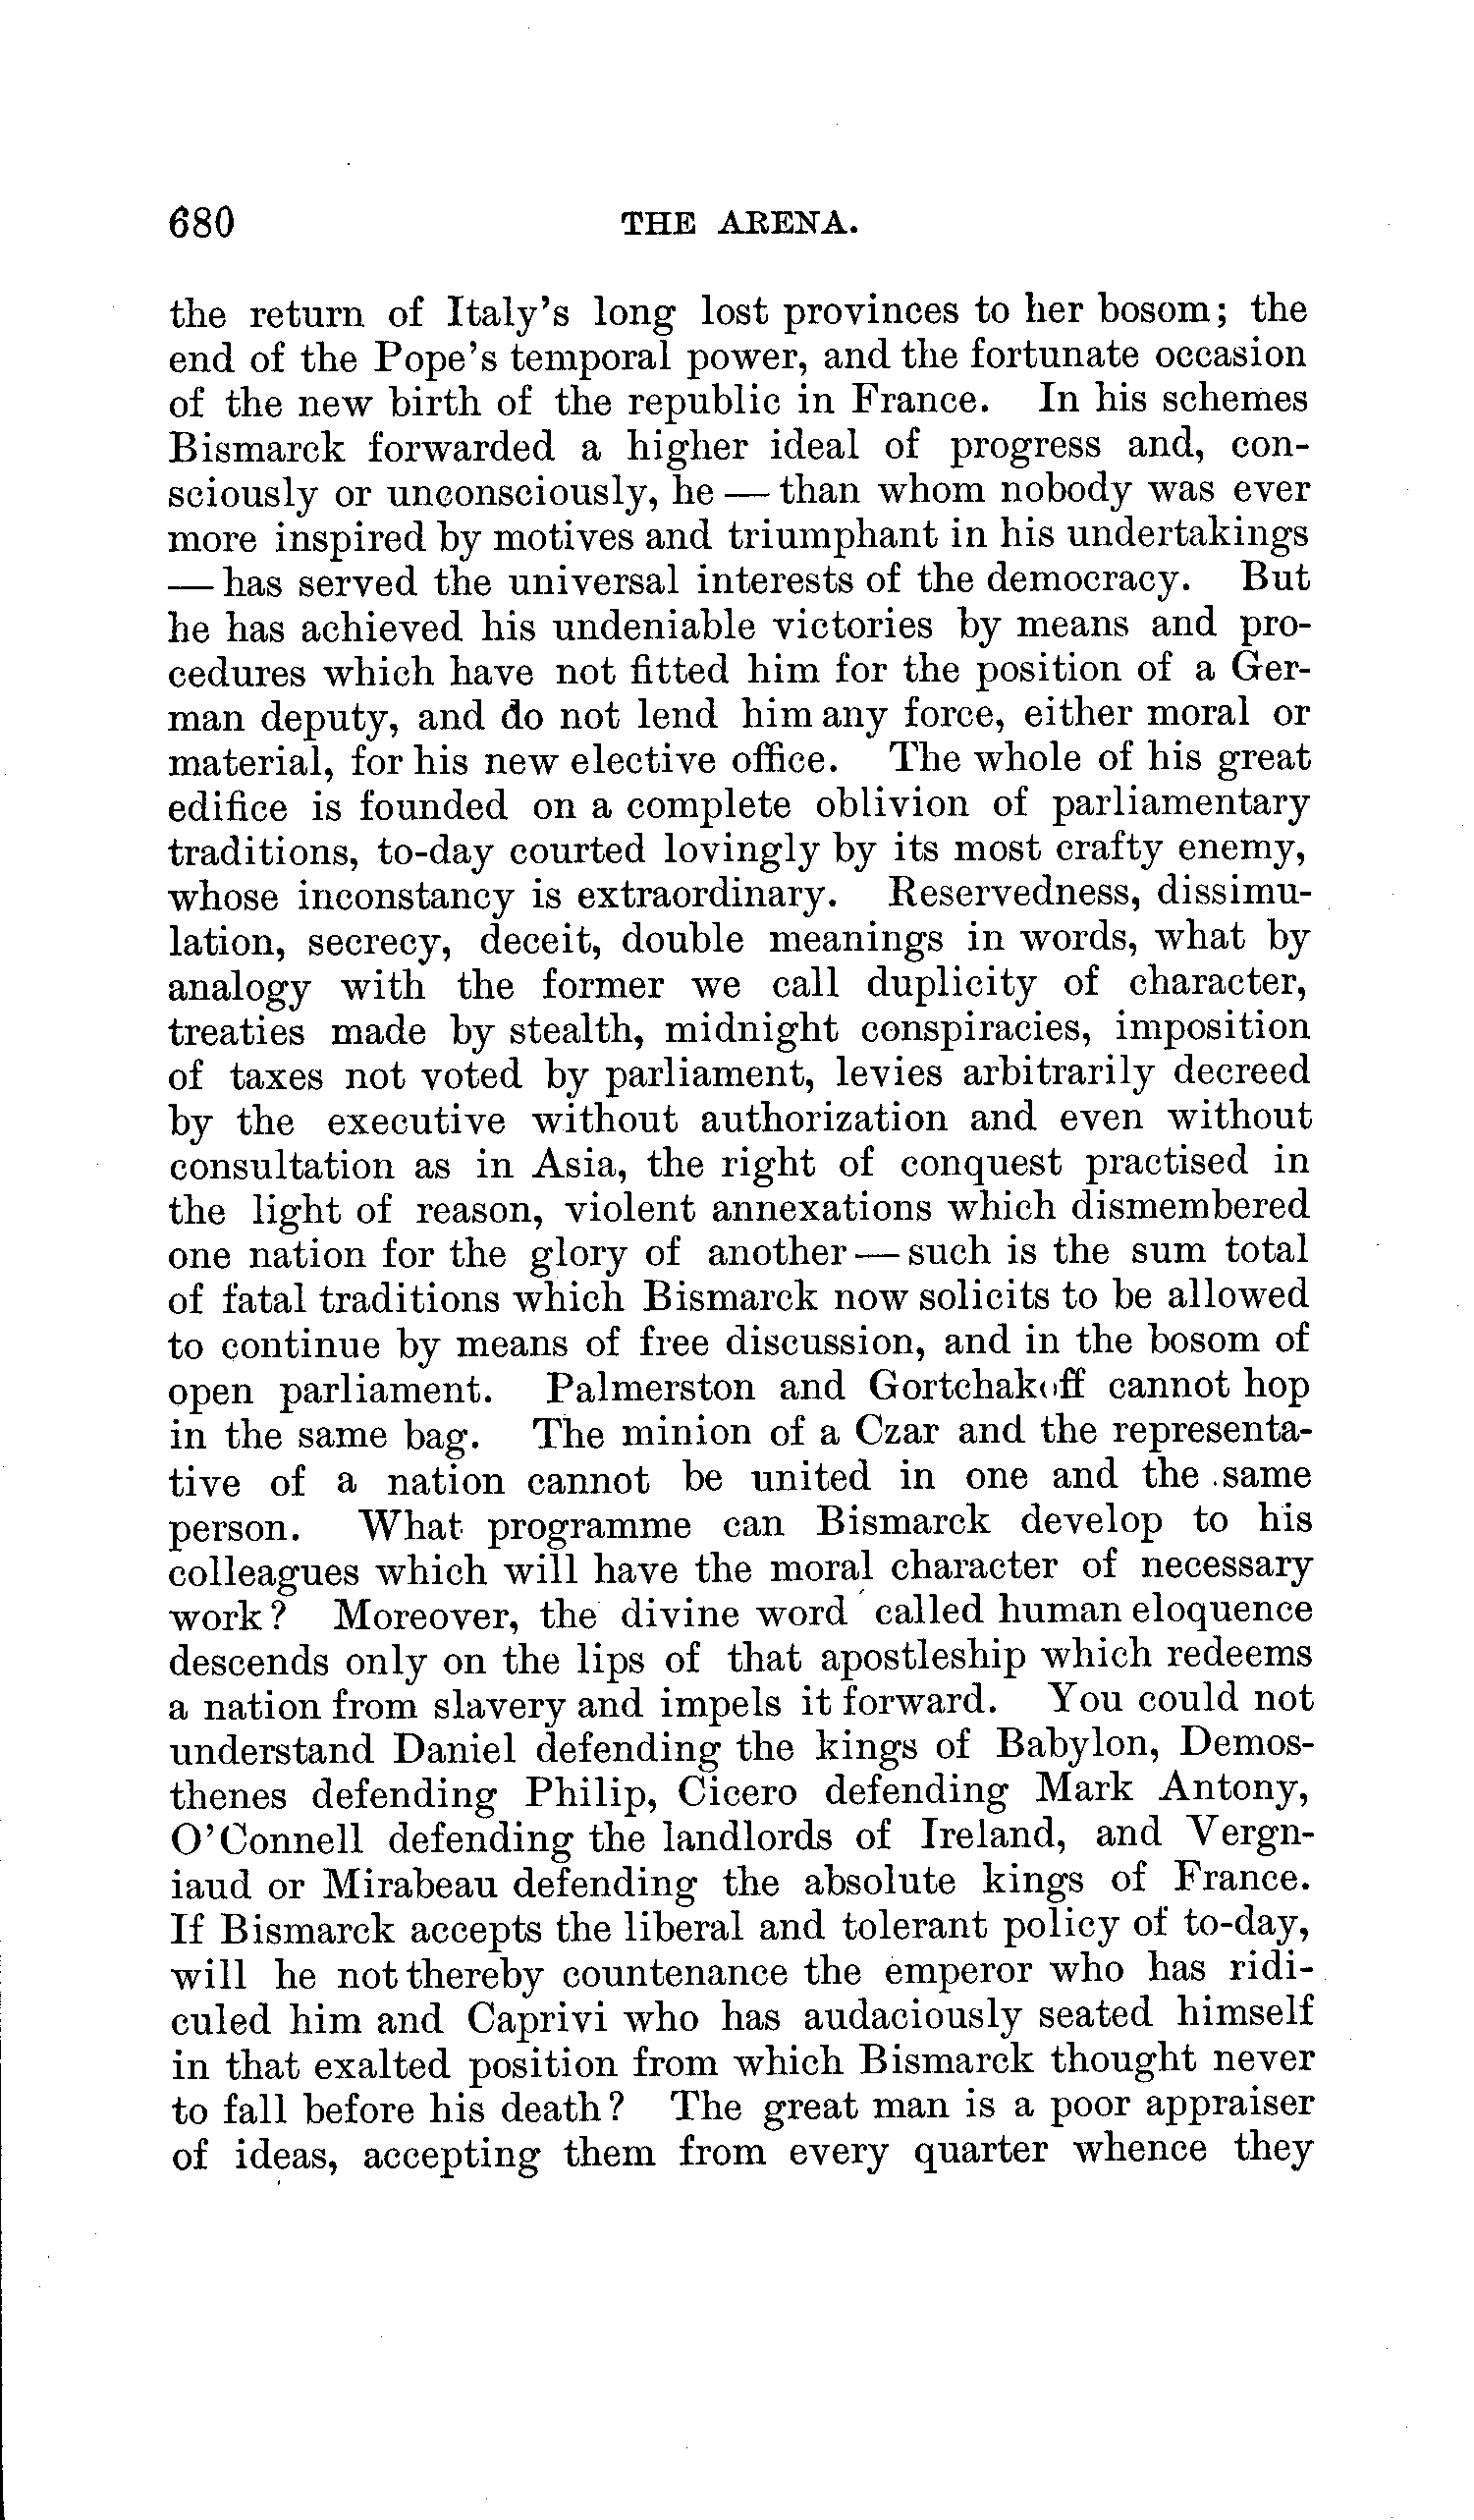 680 THE ARENA.
the return of Italy's long lost provinces to her bosom; the
end of the Pope's temporal power, and the fortunate occasion
of the new birth of the republic in France. In his schemes
Bismarck forwarded a higher ideal of progress and, con-
sciously or unconsciously, he — than whom nobody was ever
more inspired by motives and triumphant in his undertakings
— has served the universal interests of the democracy. But
he has achieved his undeniable victories by means and pro-
cedures which have not fitted him for the position of a Ger-
man deputy, and do not lend him any force, either moral or
material, for his new elective office. The whole of his great
edifice is founded on a complete oblivion of parliamentary
traditions, to-day courted lovingly by its most crafty enemy,
whose inconstancy is extraordinary. Reservedness, dissimu-
lation, secrecy, deceit, double meanings in words, what by
analogy with the former we call duplicity of character,
treaties made by stealth, midnight conspiracies, imposition
of taxes not voted by parliament, levies arbitrarily decreed
by the executive without authorization and even without
consultation as in Asia, the right of conquest practised in
the light of reason, violent annexations which dismembered
one nation for the glory of another — such is the sum total
of fatal traditions which Bismarck now solicits to be allowed
to continue by means of free discussion, and in the bosom of
open parliament. Palmerston and Gortchakoff cannot hop
in the same bag. The minion of a Czar and the representa-
tive of a nation cannot be united in one and the same
person. What programme can Bismarck develop to his
colleagues which will have the moral character of necessary
work? Moreover, the divine word called human eloquence
descends only on the lips of that apostleship which redeems
a nation from slavery and impels it forward. You could not
understand Daniel defending the kings of Babylon, Demos-
thenes defending Philip, Cicero defending Mark Antony,
O'Connell defending the landlords of Ireland, and Vergn-
iaud or Mirabeau defending the absolute kings of France.
If Bismarck accepts the liberal and tolerant policy of to-day,
will he not thereby countenance the emperor who has ridi-
culed him and Caprivi who has audaciously seated himself
in that exalted position from which Bismarck thought never
to fall before his death? The great man is a poor appraiser
of ideas, accepting them from every quarter whence they